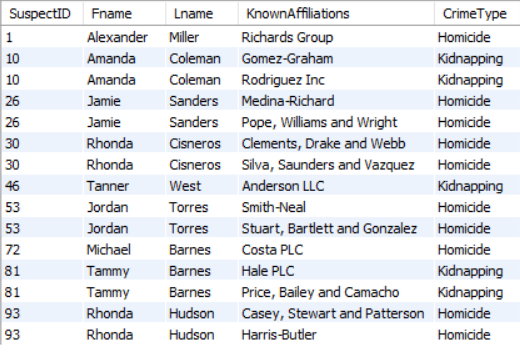 SuspectID Fname Lname KnownAffiliations CrimeType
1 Alexander Miller Richards Group Homicide
10 Amanda Coleman Gomez-Graham Kidnapping
10 Amanda Coleman Rodriguez Inc Kidnapping
26 Jamie Sanders Medina-Richard Homicide
26 Jamie Sanders Pope, Williams and Wright Homicide
30 Rhonda Cisneros Clements, Drake and Webb Homicide
30 Rhonda Cisneros Silva, Saunders and Vazquez Homicide
46 Tanner West Anderson LLC Kidnapping
53 Jordan Torres Smith-Neal Homicide
53 Jordan Torres Stuart, Bartlett and Gonzalez Homicide
72 Michael Barnes Costa PLC Homicide
81 Tammy Barnes Hale PLC Kidnapping
81 Tammy Barnes Price, Bailey and Camacho Kidnapping
93 Rhonda Hudson Casey, Stewart and Patterson Homicide
93 Rhonda Hudson Harris-Butler Homicide